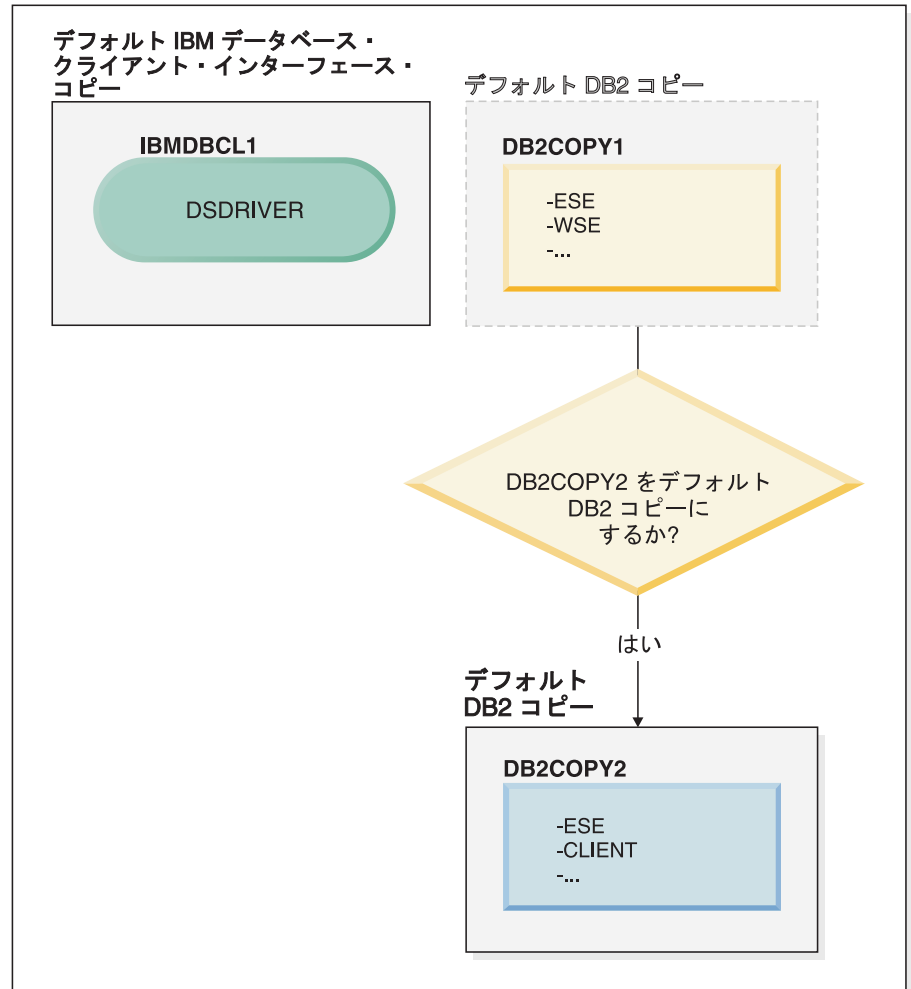 デフォルト IBM データベース・
クライアント・インターフェース・
コピー
IBMDBCL1
DSDRIVER
デフォルト DB2 コピー
DB2COPY1
-ESE
-WSE
-...
DB2COPY2 をデフォルト
DB2 コピーに
するか?
はい
デフォルト
DB2 コピー
DB2COPY2
-ESE
-CLIENT
-...